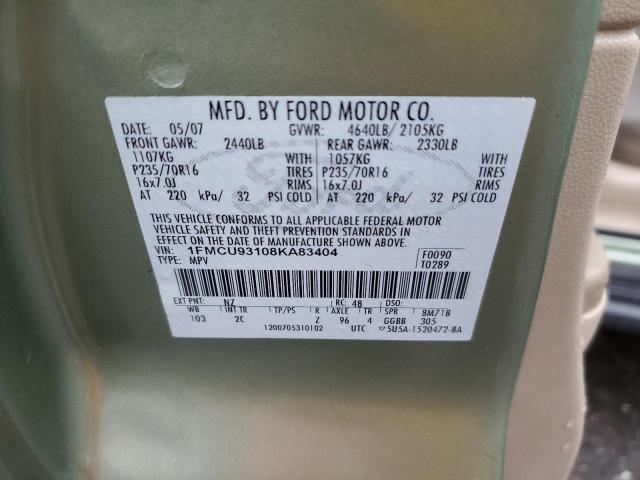 MFD. BY FORD MOTOR CO.
DATE: 05/07 GVWR: 4640LB/ 2105KG
FRONT GAWR: 2440LB REAR GAWR: 2330LB
1107KG WITH 1057KG WITH
P235/70R16 TIRES P235/70R16 TIRES
16x7.0J RIMS 16x7.0J RIMS
AT 220 kPa/ 32 PSI COLD AT 220 kPa/ 32 PSI COLD
THIS VEHICLE CONFORMS TO ALL APPLICABLE FEDERAL MOTOR
VEHICLE SAFETY AND THEFT PREVENTION STANDARDS IN
EFFECT ON THE DATE OF MANUFACTURE SHOWN ABOVE.
VIN: 1FMCU93108KA83404 F0090
TYPE: MPV T0289
EXT PNT: NZ RC: 48 DSO:
WB INT TR TP/PS R AXLE TR SPR BM71B
103 2C Z 96 4 GGBB 305
1200705310102 UTC 5U5A-1520472-BA